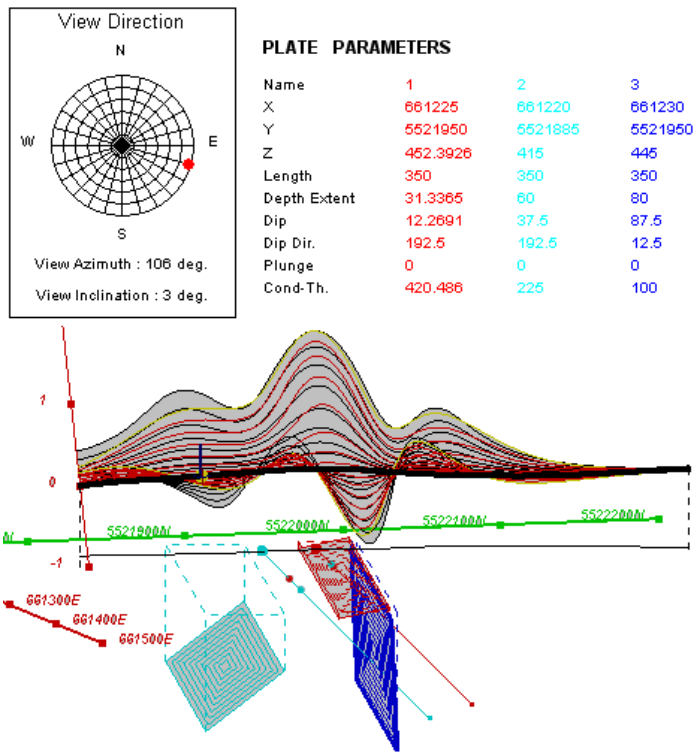 View Direction
N
W
E
S
View Azimuth : 106 deg.
View Inclination : 3 deg.
PLATE PARAMETERS
Name 1 2 3
X 661225 661220 661230
Y 5521950 5521885 5521950
Z 452.3926 415 445
Length 350 350 350
Depth Extent 31.3365 60 80
Dip 12.2691 37.5 87.5
Dip Dir. 192.5 192.5 12.5
Plunge 0 0 0
Cond-Th. 420.486 225 100
1
0
5521900N 5522000N 5522100N 5522200N
-1
661300E
661400E
661500E